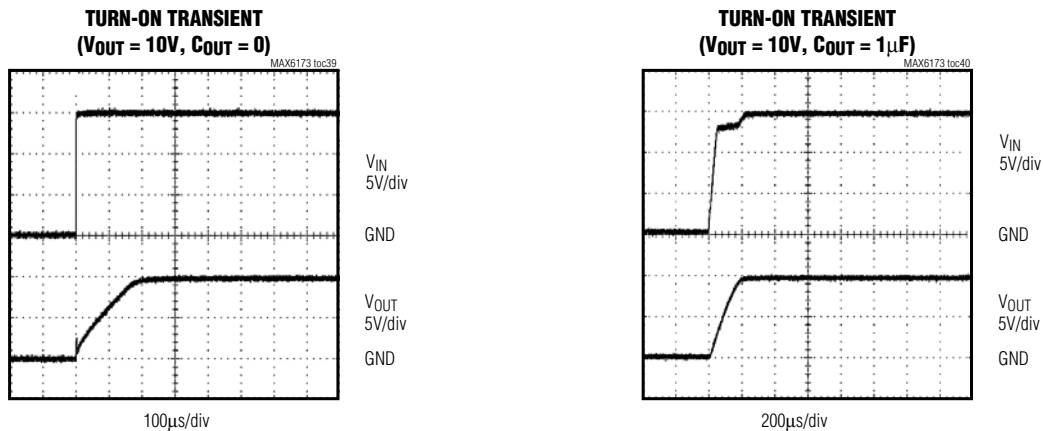 TURN-ON TRANSIENT
(VOUT = 10V, COUT = 0)
MAX6173 toc39
VIN
5V/div
GND
VOUT
5V/div
GND
100μs/div
TURN-ON TRANSIENT
(VOUT = 10V, COUT = 1μF)
MAX6173 toc40
VIN
5V/div
GND
VOUT
5V/div
GND
200μs/div